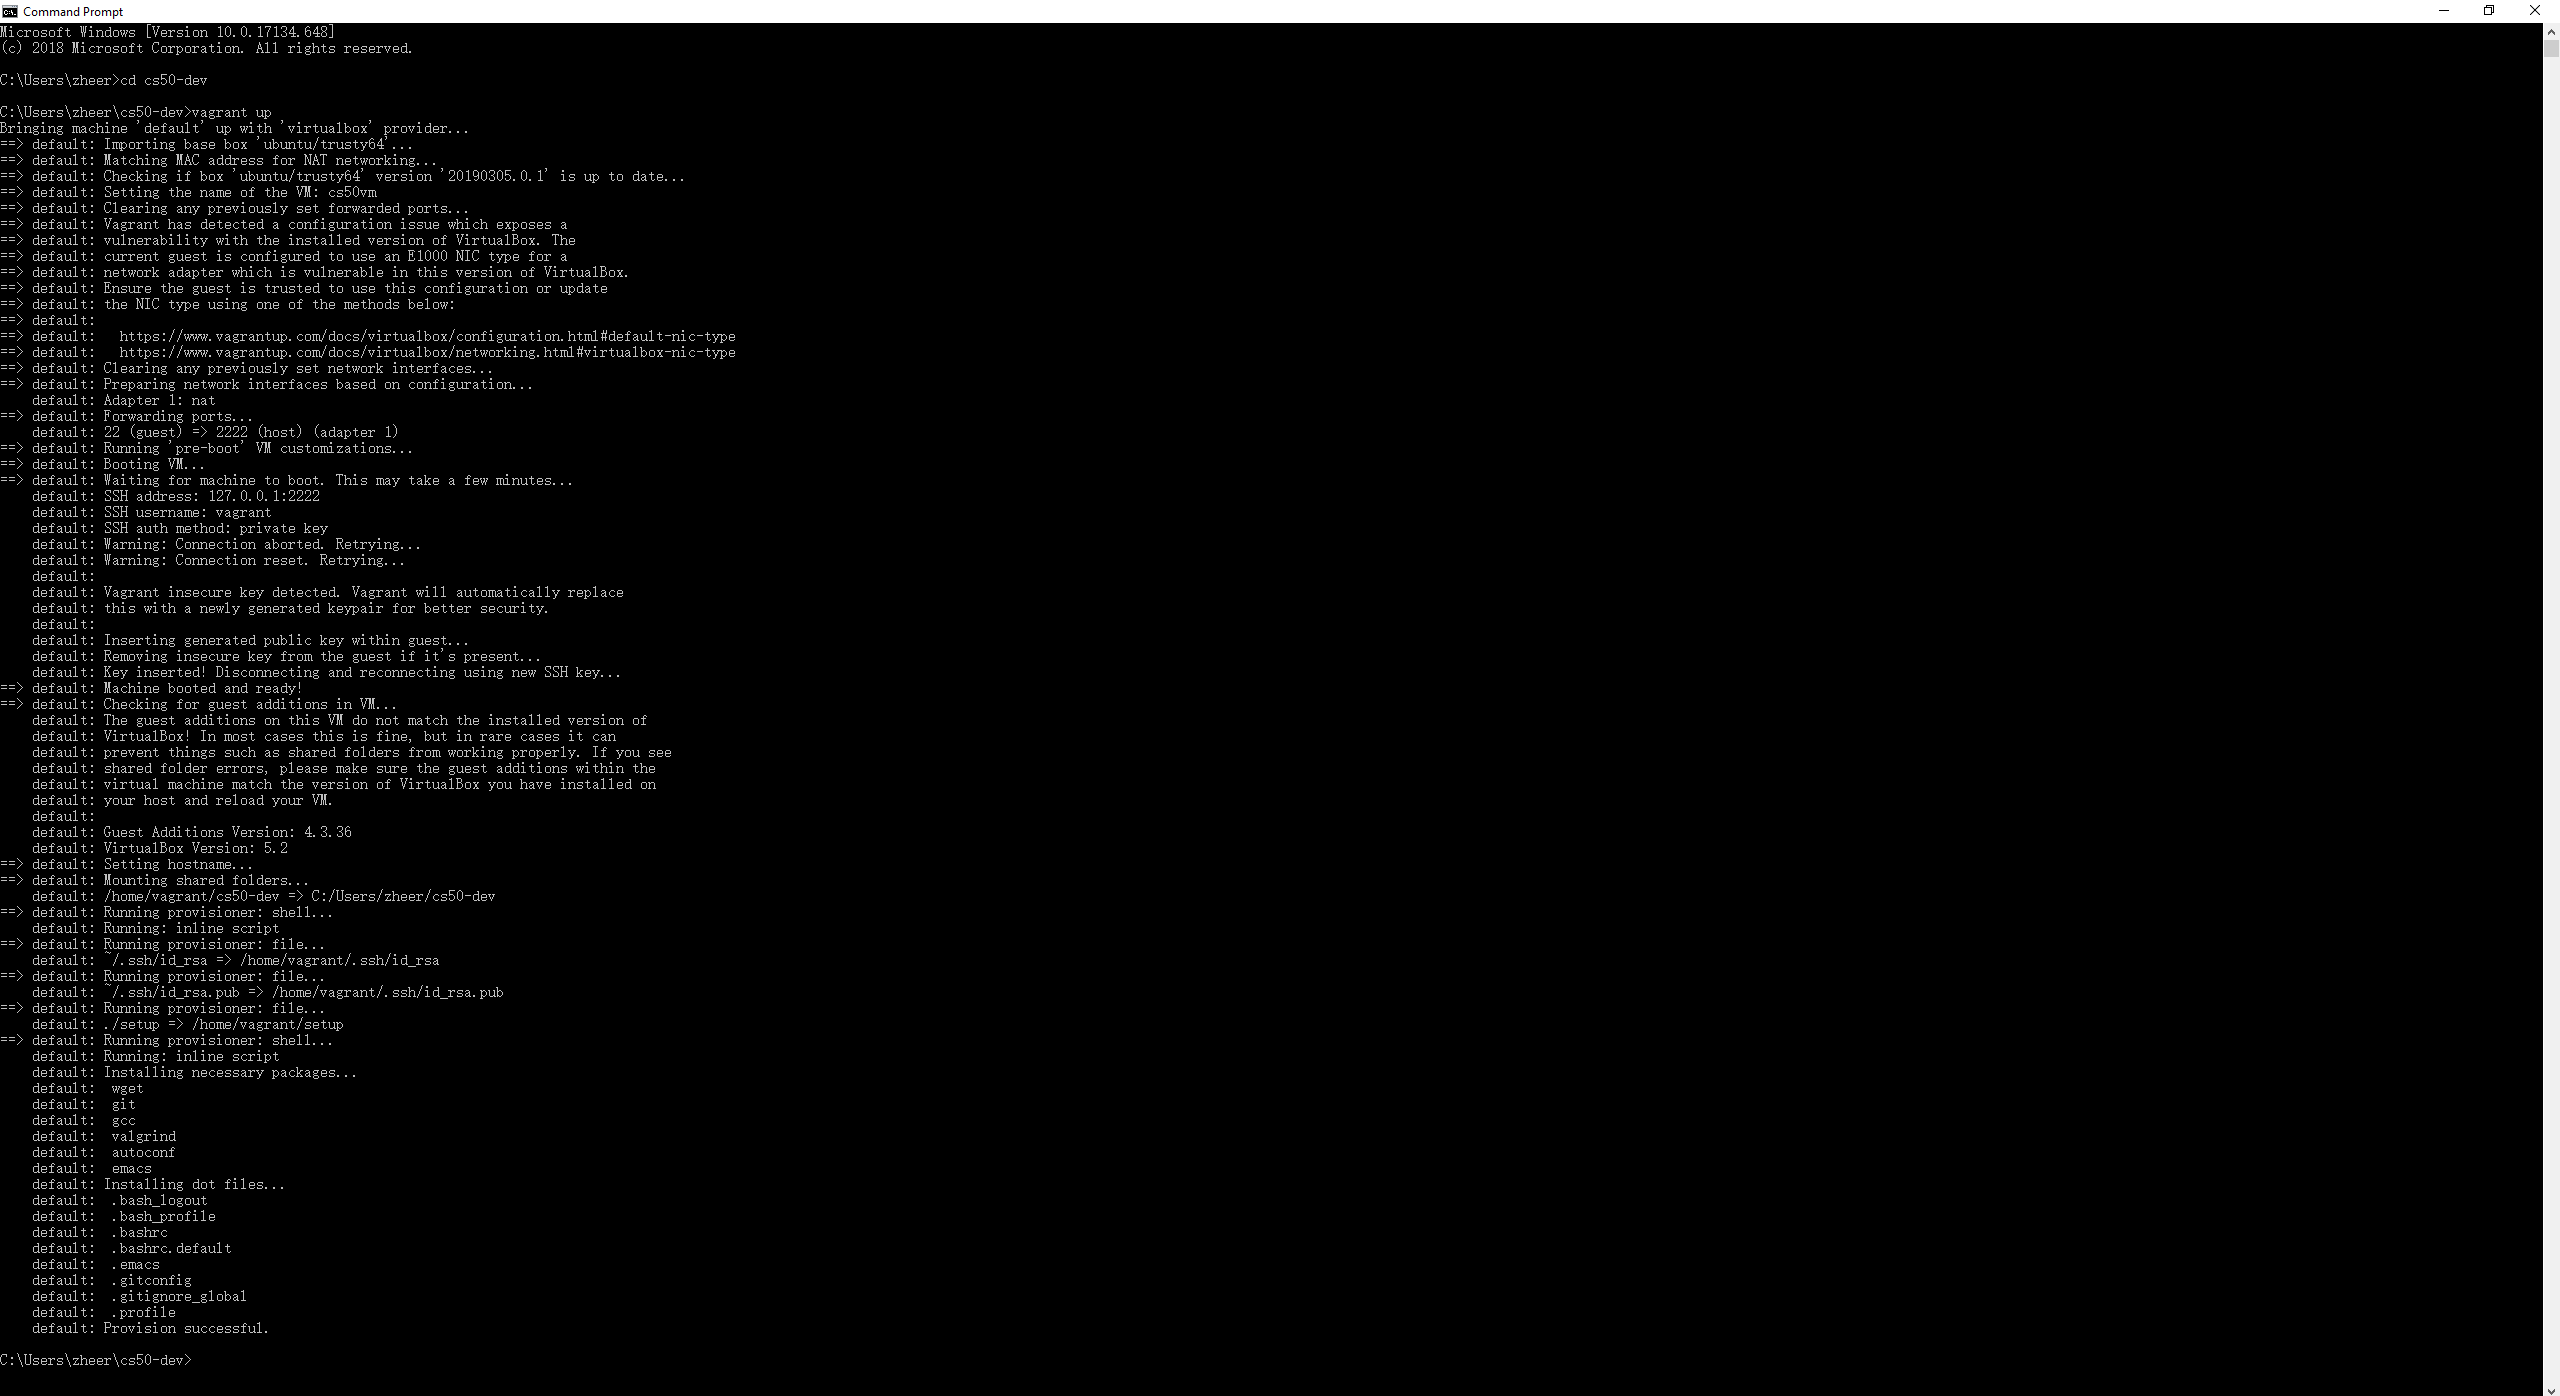 Command Prompt
Microsoft Windows [Version 10.0.17134.648]
(c) 2018 Microsoft Corporation. All rights reserved.
C:\Users\zheer>cd cs50-dev
C:\Users\zheer\cs50-dev>vagrant up
Bringing machine 'default' up with 'virtualbox' provider...
==> default: Importing base box 'ubuntu/trusty64'...
==> default: Matching MAC address for NAT networking...
==> default: Checking if box 'ubuntu/trusty64' version '20190305.0.1' is up to date...
==> default: Setting the name of the VM: cs50vm
==> default: Clearing any previously set forwarded ports...
==> default: Vagrant has detected a configuration issue which exposes a
==> default: vulnerability with the installed version of VirtualBox. The
==> default: current guest is configured to use an E1000 NIC type for a
==> default: network adapter which is vulnerable in this version of VirtualBox.
==> default: Ensure the guest is trusted to use this configuration or update
==> default: the NIC type using one of the methods below:
==> default:
==> default:   https://www.vagrantup.com/docs/virtualbox/configuration.html#default-nic-type
==> default:   https://www.vagrantup.com/docs/virtualbox/networking.html#virtualbox-nic-type
==> default: Clearing any previously set network interfaces...
==> default: Preparing network interfaces based on configuration...
    default: Adapter 1: nat
==> default: Forwarding ports...
    default: 22 (guest) => 2222 (host) (adapter 1)
==> default: Running 'pre-boot' VM customizations...
==> default: Booting VM...
==> default: Waiting for machine to boot. This may take a few minutes...
    default: SSH address: 127.0.0.1:2222
    default: SSH username: vagrant
    default: SSH auth method: private key
    default: Warning: Connection aborted. Retrying...
    default: Warning: Connection reset. Retrying...
    default:
    default: Vagrant insecure key detected. Vagrant will automatically replace
    default: this with a newly generated keypair for better security.
    default:
    default: Inserting generated public key within guest...
    default: Removing insecure key from the guest if it's present...
    default: Key inserted! Disconnecting and reconnecting using new SSH key...
==> default: Machine booted and ready!
==> default: Checking for guest additions in VM...
    default: The guest additions on this VM do not match the installed version of
    default: VirtualBox! In most cases this is fine, but in rare cases it can
    default: prevent things such as shared folders from working properly. If you see
    default: shared folder errors, please make sure the guest additions within the
    default: virtual machine match the version of VirtualBox you have installed on
    default: your host and reload your VM.
    default:
    default: Guest Additions Version: 4.3.36
    default: VirtualBox Version: 5.2
==> default: Setting hostname...
==> default: Mounting shared folders...
    default: /home/vagrant/cs50-dev => C:/Users/zheer/cs50-dev
==> default: Running provisioner: shell...
    default: Running: inline script
==> default: Running provisioner: file...
    default: ~/.ssh/id_rsa => /home/vagrant/.ssh/id_rsa
==> default: Running provisioner: file...
    default: ~/.ssh/id_rsa.pub => /home/vagrant/.ssh/id_rsa.pub
==> default: Running provisioner: file...
    default: ./setup => /home/vagrant/setup
==> default: Running provisioner: shell...
    default: Running: inline script
    default: Installing necessary packages...
    default:  wget
    default:  git
    default:  gcc
    default:  valgrind
    default:  autoconf
    default:  emacs
    default: Installing dot files...
    default:  .bash_logout
    default:  .bash_profile
    default:  .bashrc
    default:  .bashrc.default
    default:  .emacs
    default:  .gitconfig
    default:  .gitignore_global
    default:  .profile
    default: Provision successful.
C:\Users\zheer\cs50-dev>